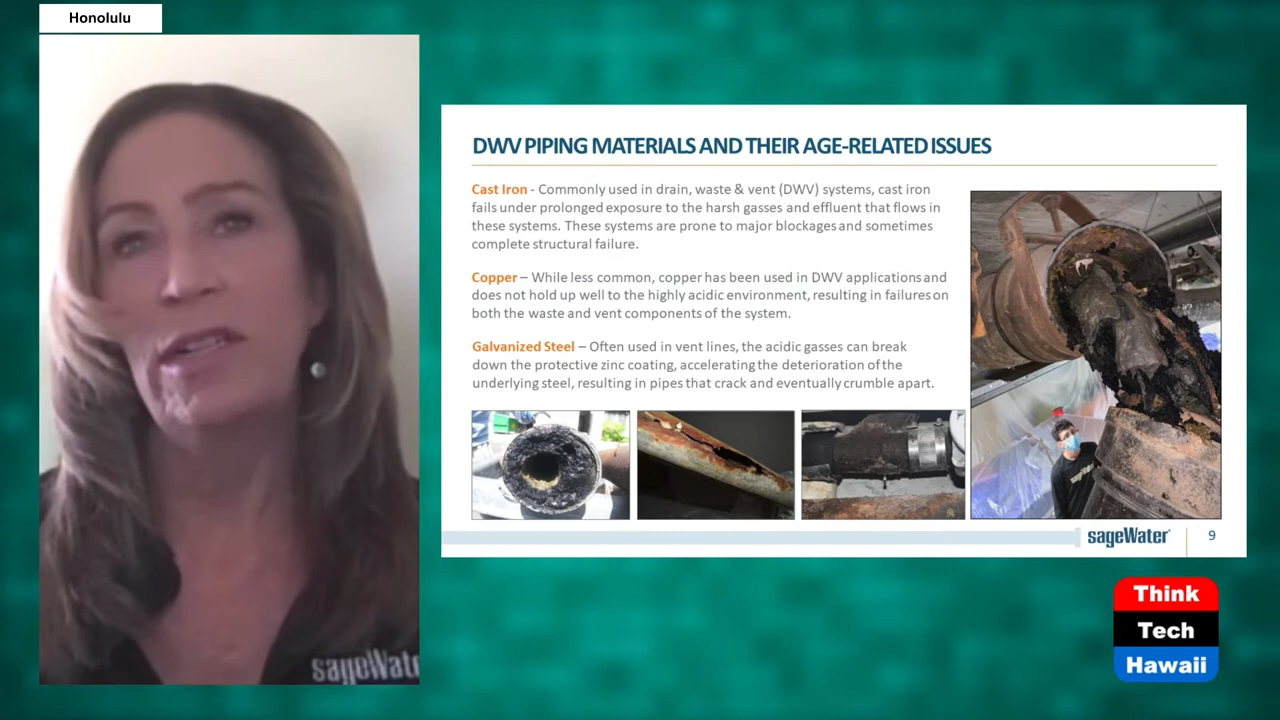 Honolulu
DWV PIPING MATERIALS AND THEIR AGE-RELATED ISSUES
Cast Iron - Commonly used in drain, waste & vent (DWV) systems, cast iron
fails under prolonged exposure to the harsh gasses and effluent that flows in
these systems. These systems are prone to major blockages and sometimes
complete structural failure.
Copper – While less common, copper has been used in DWV applications and
does not hold up well to the highly acidic environment, resulting in failures on
both the waste and vent components of the system.
Galvanized Steel – Often used in vent lines, the acidic gasses can break
down the protective zinc coating, accelerating the deterioration of the
underlying steel, resulting in pipes that crack and eventually crumble apart.
sageWater
9
sageWate
Think
Tech
Hawaii